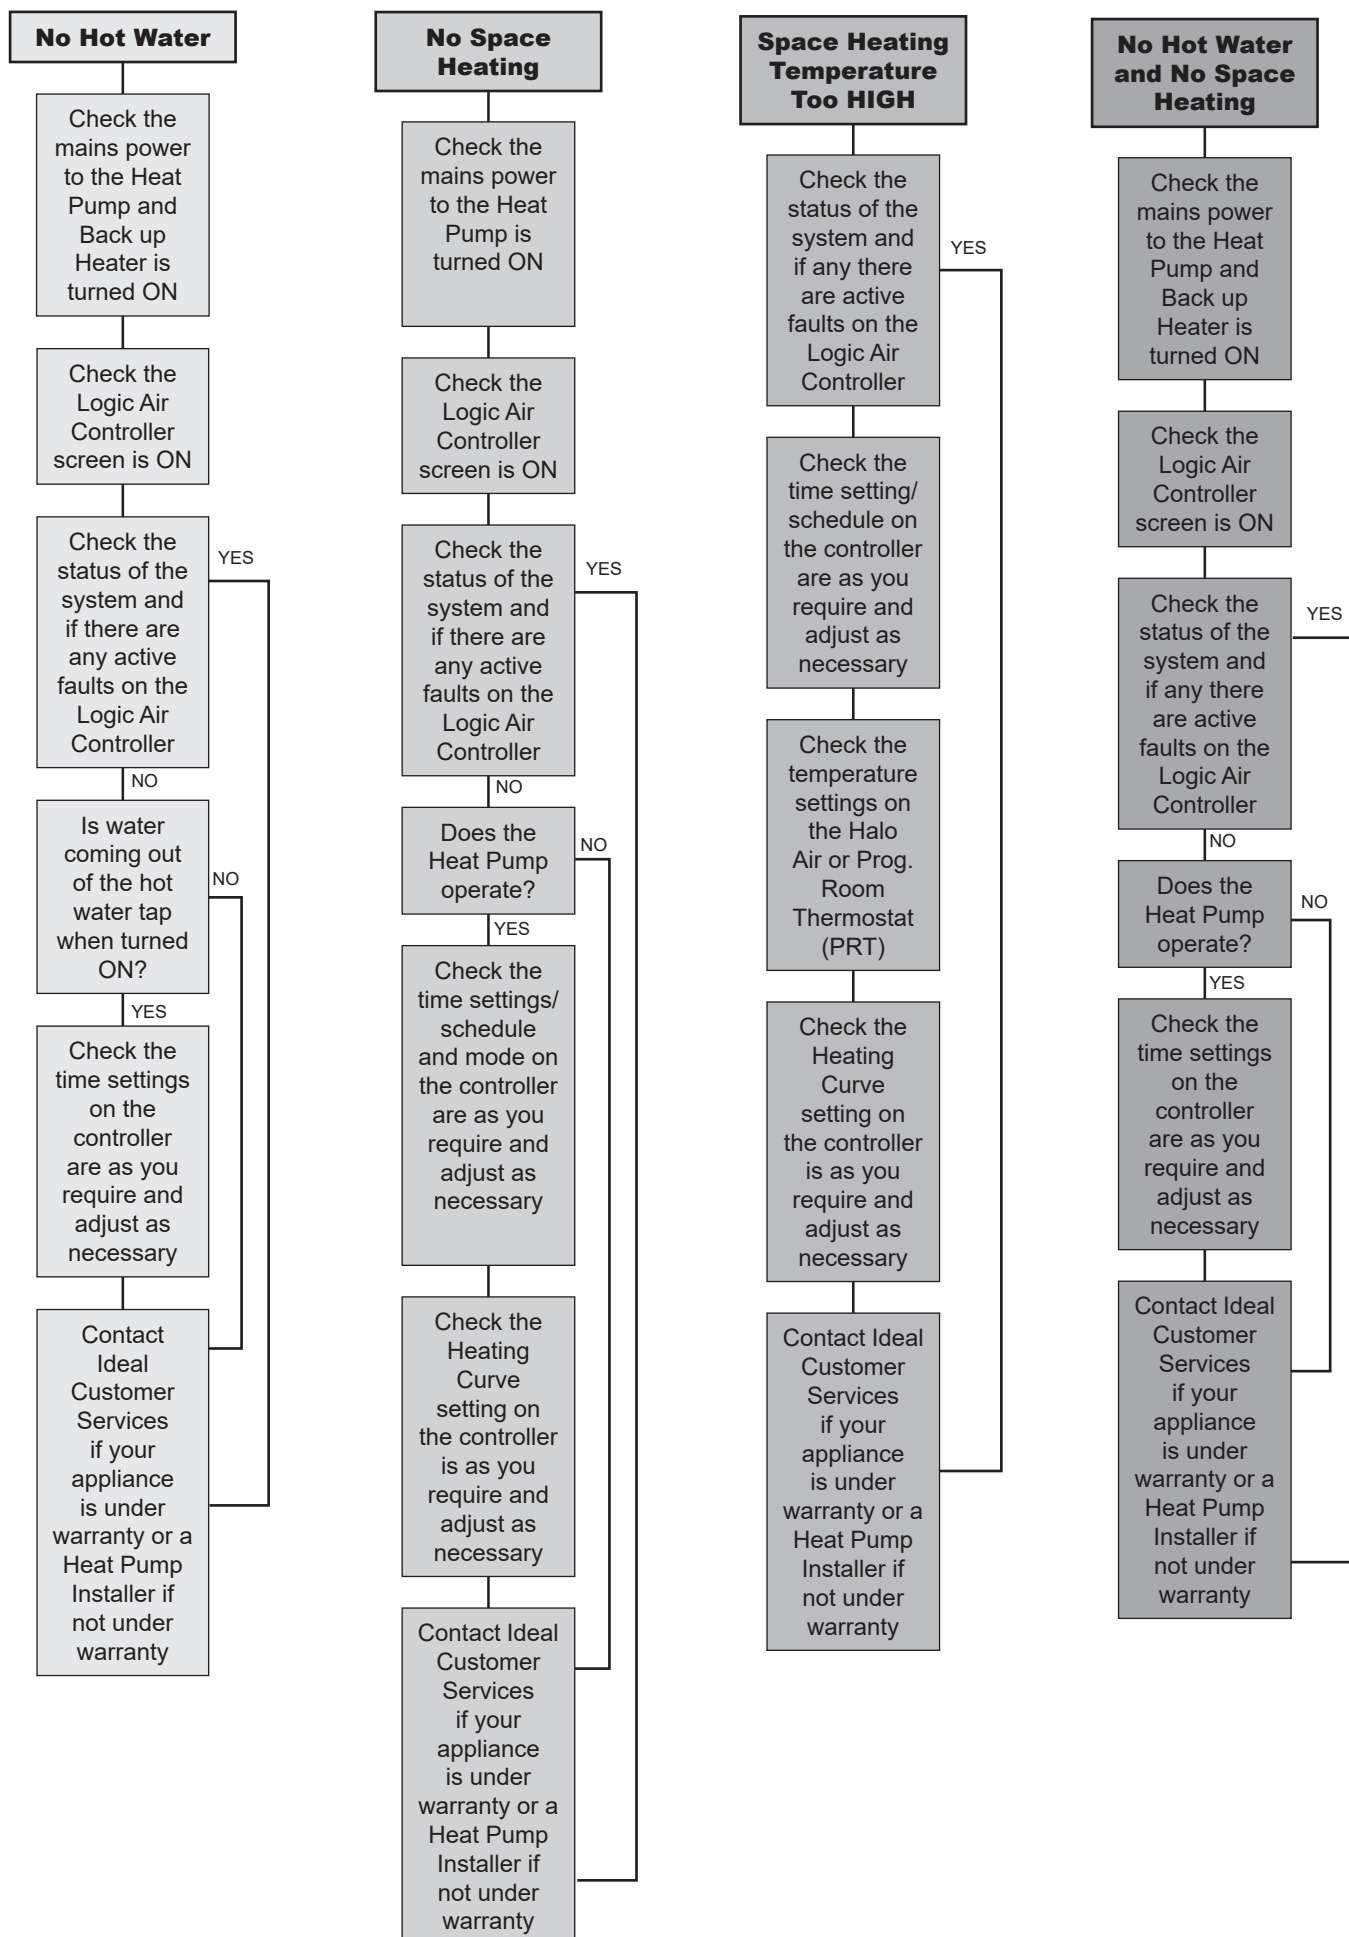 No Hot Water
Check the
mains power
to the Heat
Pump and
Back up
Heater is
turned ON
Check the
Logic Air
Controller
screen is ON
Check the
status of the
system and
if there are
any active
faults on the
Logic Air
Controller
YES
NO
Is water
coming out
of the hot
water tap
when turned
ON?
NO
YES
Check the
time settings
on the
controller
are as you
require and
adjust as
necessary
Contact
Ideal
Customer
Services
if your
appliance
is under
warranty or a
Heat Pump
Installer if
not under
warranty
No Space
Heating
Check the
mains power
to the Heat
Pump is
turned ON
Check the
Logic Air
Controller
screen is ON
Check the
status of the
system and
if there are
any active
faults on the
Logic Air
Controller
YES
NO
Does the
Heat Pump
operate?
NO
YES
Check the
time settings/
schedule
and mode on
the controller
are as you
require and
adjust as
necessary
Check the
Heating
Curve
setting on
the controller
is as you
require and
adjust as
necessary
Contact Ideal
Customer
Services
if your
appliance
is under
warranty or a
Heat Pump
Installer if
not under
warranty
Space Heating
Temperature
Too HIGH
Check the
status of the
system and
if any there
are active
faults on the
Logic Air
Controller
YES
Check the
time setting/
schedule on
the controller
are as you
require and
adjust as
necessary
Check the
temperature
settings on
the Halo
Air or Prog.
Room
Thermostat
(PRT)
Check the
Heating
Curve
setting on
the controller
is as you
require and
adjust as
necessary
Contact Ideal
Customer
Services
if your
appliance
is under
warranty or a
Heat Pump
Installer if
not under
warranty
No Hot Water
and No Space
Heating
Check the
mains power
to the Heat
Pump and
Back up
Heater is
turned ON
Check the
Logic Air
Controller
screen is ON
Check the
status of the
system and
if any there
are active
faults on the
Logic Air
Controller
YES
NO
Does the
Heat Pump
operate?
NO
YES
Check the
time settings
on the
controller
are as you
require and
adjust as
necessary
Contact Ideal
Customer
Services
if your
appliance
is under
warranty or a
Heat Pump
Installer if
not under
warranty